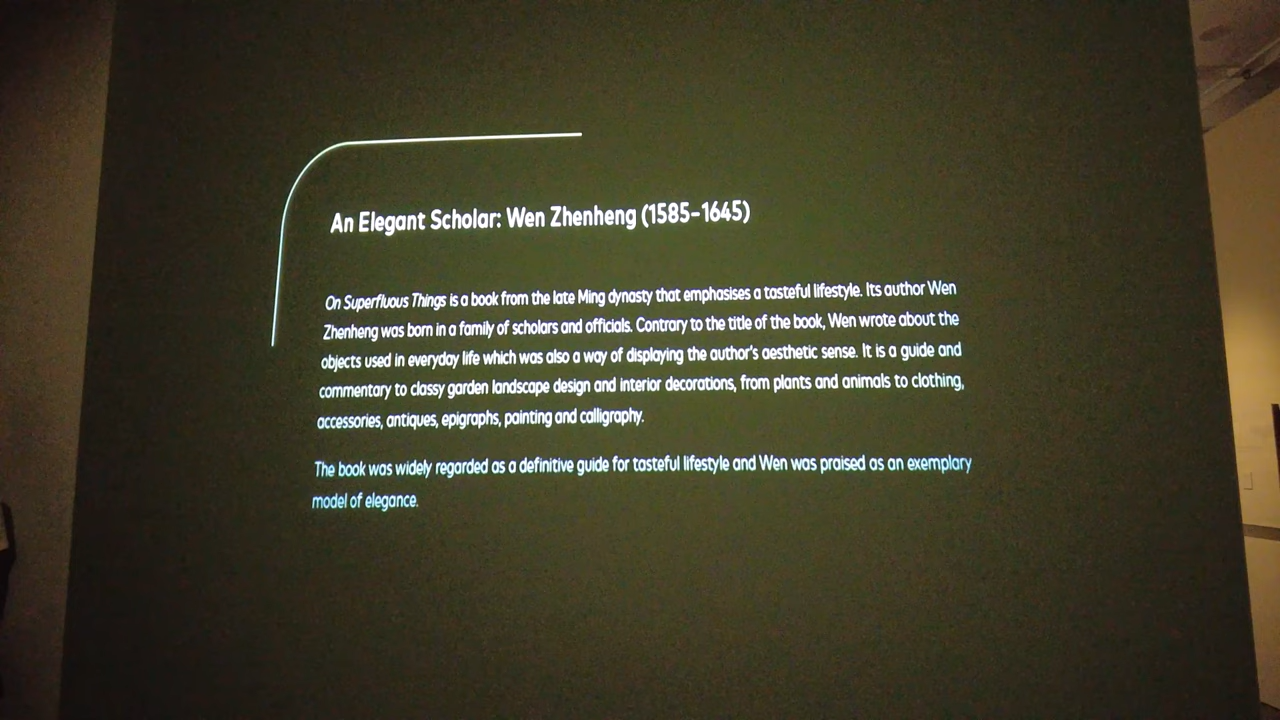 An Elegant Scholar: Wen Zhenheng (1585-1645)
On Superfluous Things is a book from the late Ming dynasty that emphasises a tasteful lifestyle. Its author Wen
Zhenheng was born in a family of scholars and officials. Contrary to the title of the book, Wen wrote about the
objects used in everyday life which was also a way of displaying the author's aesthetic sense. It is a guide and
commentary to classy garden landscape design and interior decorations, from plants and animals to clothing,
accessories, antiques, epigraphs, painting and calligraphy.
The book was widely regarded as a definitive guide for tasteful lifestyle and Wen was praised as an exemplary
model of elegance.